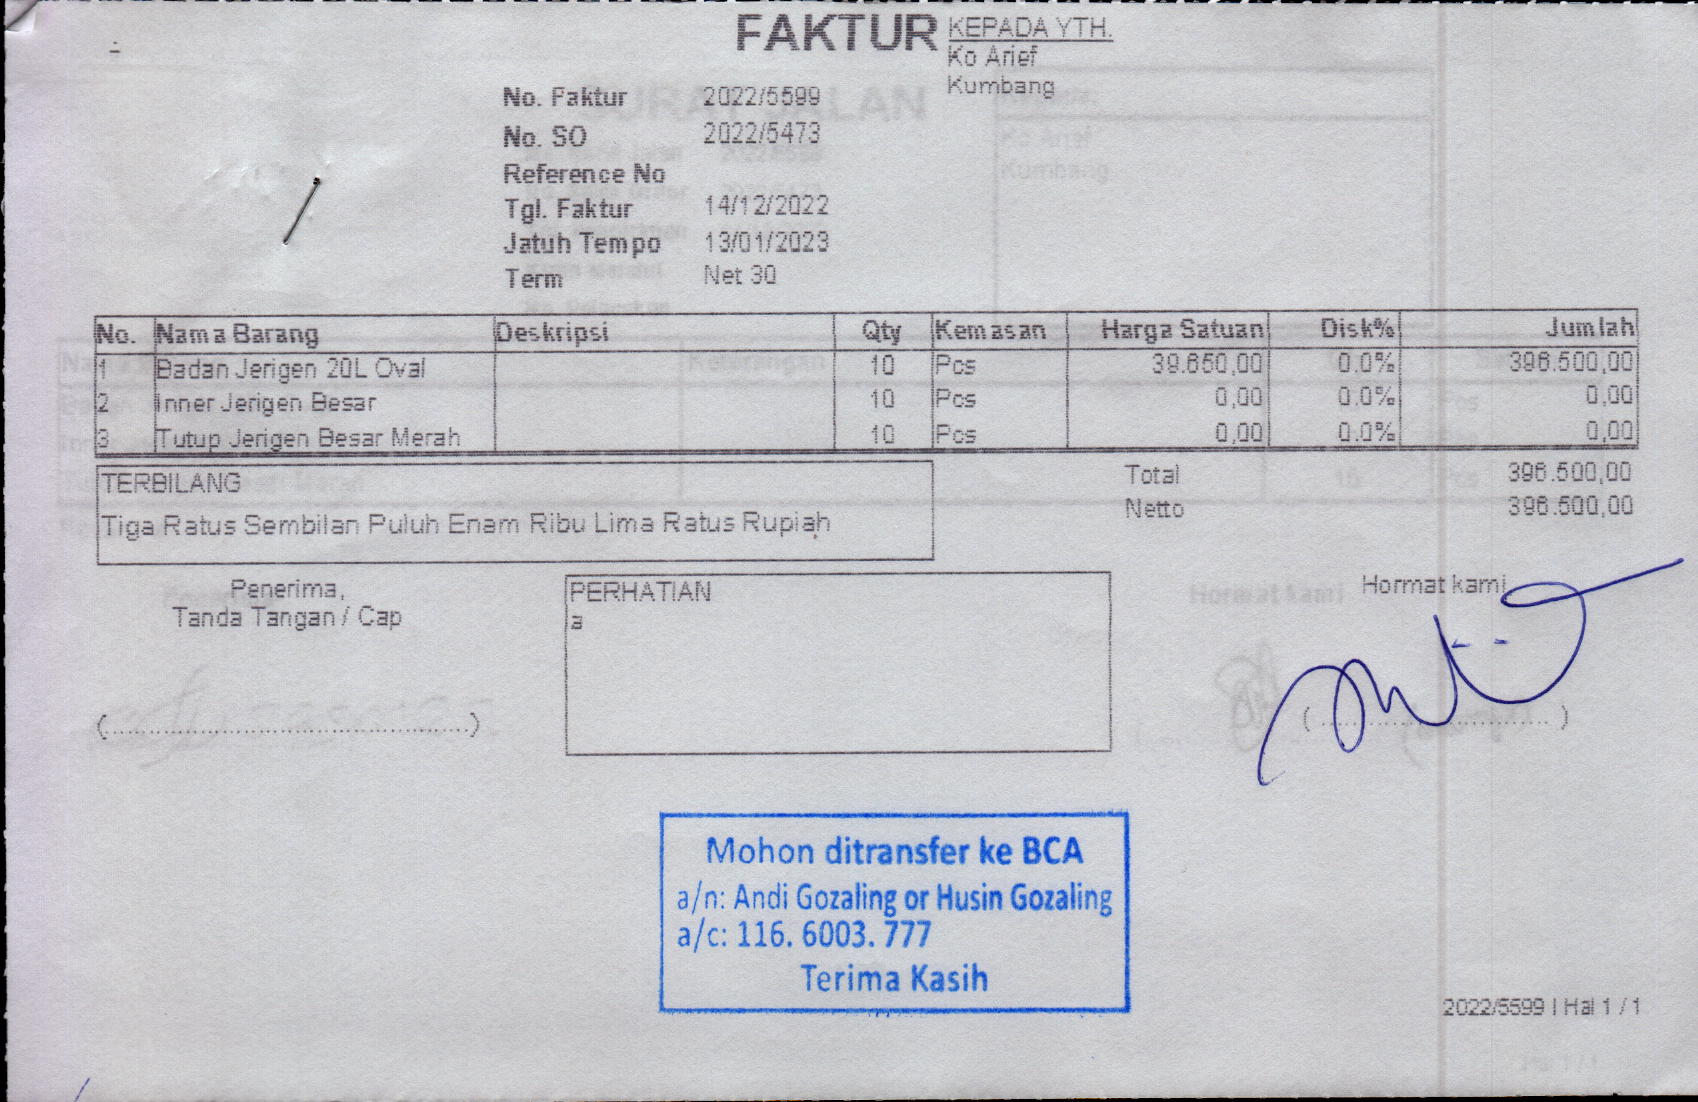 FAKTUR
KEPADA YTH.
Ko Arief
Kumbang
No. Faktur 2022/5599
No. SO 2022/5473
Reference No
Tgl. Faktur 14/12/2022
Jatuh Tempo 13/01/2023
Term Net 30
No. Nama Barang Deskripsi Qty Kemasan Harga Satuan Disk% Jumlah
1 Badan Jerigen 20L Oval 10 Pcs 39.650,00 0.0% 396.500,00
2 Inner Jerigen Besar 10 Pcs 0,00 0.0% 0,00
3 Tutup Jerigen Besar Merah 10 Pcs 0,00 0.0% 0,00
TERBILANG
Tiga Ratus Sembilan Puluh Enam Ribu Lima Ratus Rupiah
Total 396.500,00
Netto 396.500,00
Penerima,
Tanda Tangan / Cap
PERHATIAN
a
Hormat kami
Mohon ditransfer ke BCA
a/n: Andi Gozaling or Husin Gozaling
a/c: 116. 6003. 777
Terima Kasih
2022/5599 | Hal 1 / 1